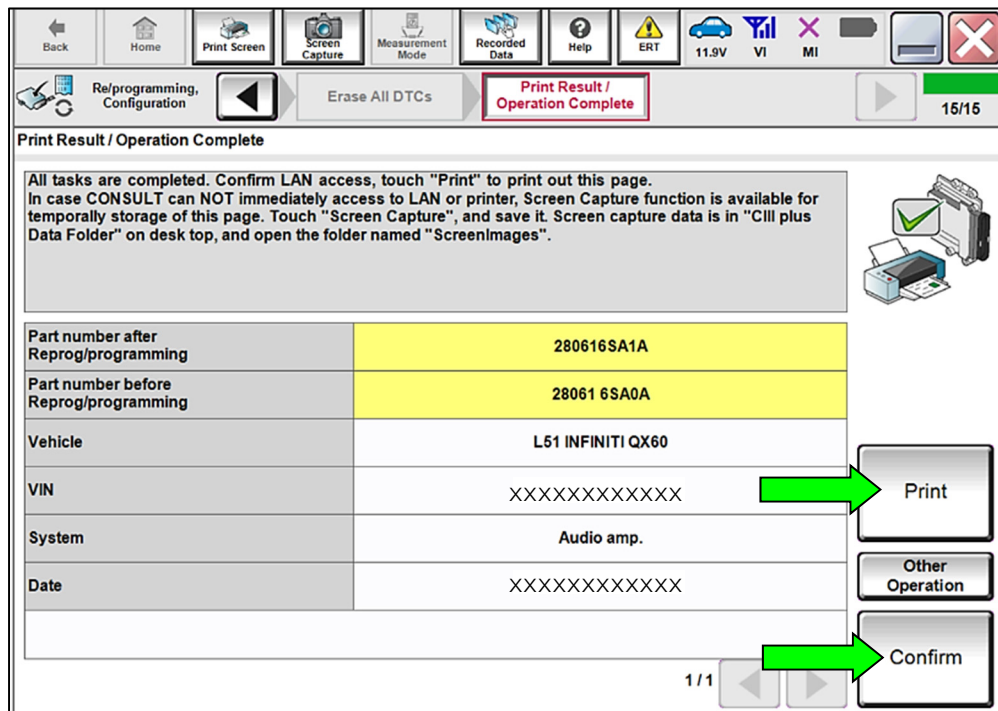 Back
Home
Print Screen
Screen
Capture
Measurement
Mode
Recorded
Data
Help
ERT
11.9V
VI
MI
Re/programming,
Configuration
Erase All DTCs
Print Result /
Operation Complete
15/15
Print Result / Operation Complete
All tasks are completed. Confirm LAN access, touch "Print" to print out this page.
In case CONSULT can NOT immediately access to LAN or printer, Screen Capture function is available for
temporally storage of this page. Touch "Screen Capture", and save it. Screen capture data is in "CIII plus
Data Folder" on desk top, and open the folder named "ScreenImages".
Part number after
Reprog/programming
280616SA1A
Part number before
Reprog/programming
28061 6SA0A
Vehicle
L51 INFINITI QX60
VIN
XXXXXXXXXXXX
Print
System
Audio amp.
Date
XXXXXXXXXXXX
Other
Operation
Confirm
1/1